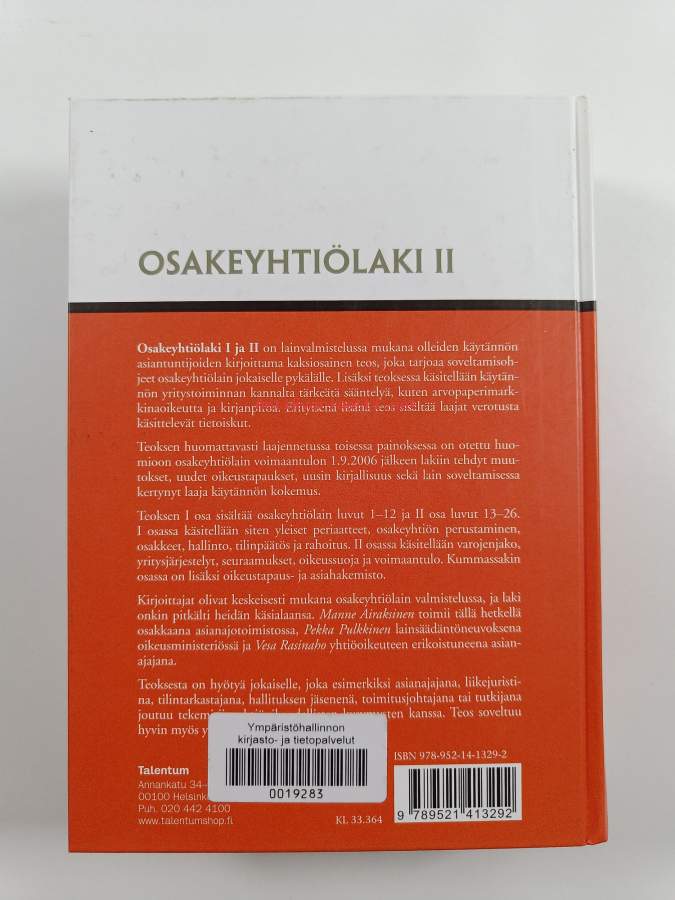 OSAKEYHTIÖLAKI II
Osakeyhtiölaki I ja II on lainvalmistelussa mukana olleiden käytännön
asiantuntijoiden kirjoittama kaksiosainen teos, joka tarjoaa soveltamisoh-
jeet osakeyhtiölain jokaiselle pykälälle. Lisäksi teoksessa käsitellään käytän-
nön yritystoiminnan kannalta tärkeätä sääntelyä, kuten arvopaperimark-
kinaoikeutta ja kirjanpitoa. Erityisenä lisänä teos sisältää laajat verotusta
käsittelevät tietoiskut.
Teoksen huomattavasti laajennetussa toisessa painoksessa on otettu huo-
mioon osakeyhtiölain voimaantulon 1.9.2006 jälkeen lakiin tehdyt muu-
tokset, uudet oikeustapaukset, uusin kirjallisuus sekä lain soveltamisessa
kertynyt laaja käytännön kokemus.
Teoksen I osa sisältää osakeyhtiölain luvut 1–12 ja II osa luvut 13–26.
I osassa käsitellään siten yleiset periaatteet, osakeyhtiön perustaminen,
osakkeet, hallinto, tilinpäätös ja rahoitus. II osassa käsitellään varojenjako,
yritysjärjestelyt, seuraamukset, oikeussuoja ja voimaantulo. Kummassakin
osassa on lisäksi oikeustapaus- ja asiahakemisto.
Kirjoittajat olivat keskeisesti mukana osakeyhtiölain valmistelussa, ja laki
onkin pitkälti heidän käsialaansa. Manne Airaksinen toimii tällä hetkellä
osakkaana asianajotoimistossa, Pekka Pulkkinen lainsäädäntöneuvoksena
oikeusministeriössä ja Vesa Rasinaho yhtiöoikeuteen erikoistuneena asian-
ajajana.
Teoksesta on hyötyä jokaiselle, joka esimerkiksi asianajajana, liikejuristi-
na, tilintarkastajana, hallituksen jäsenenä, toimitusjohtajana tai tutkijana
joutuu kanssa. Teos soveltuu
hyvin myös
Ympäristöhallinnon
kirjasto- ja tietopalvelut
0019283
Talentum
Annankatu 34–
00100 Helsink
Puh. 020 442 4100
www.talentumshop.fi
KL 33.364
ISBN 978-952-14-1329-2
9 789521 413292